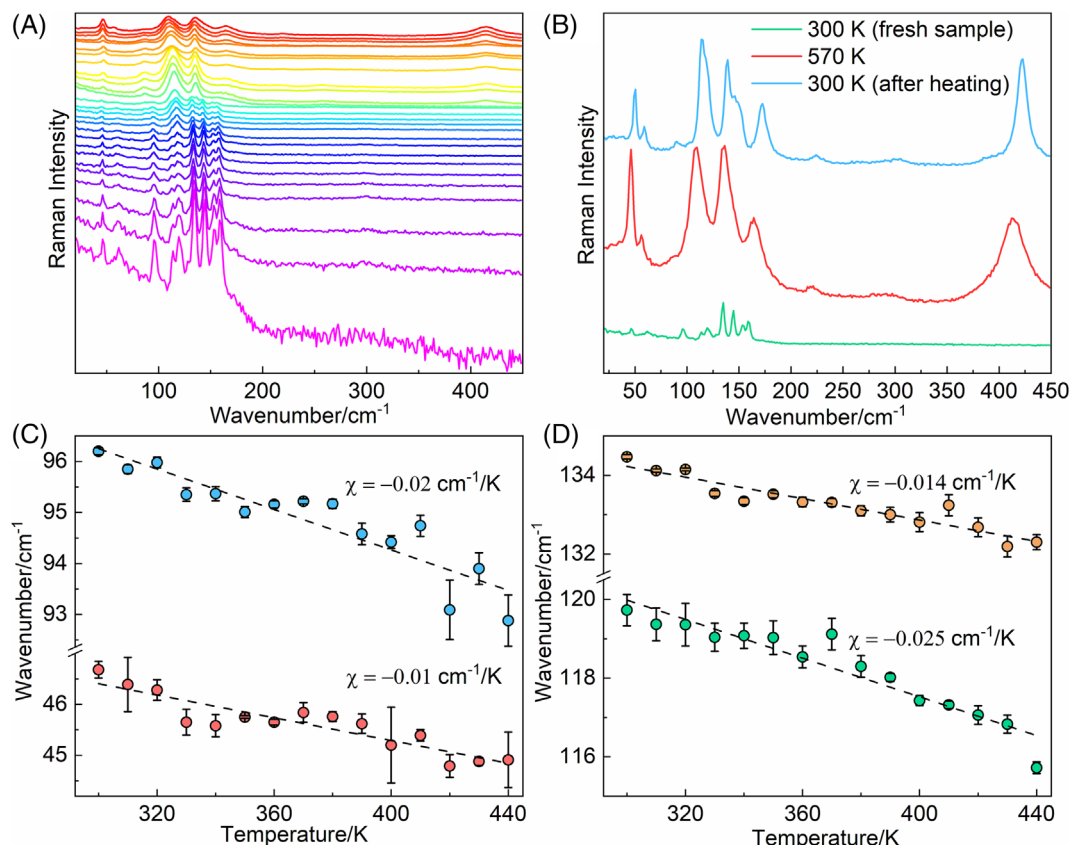 (A)
Raman Intensity
100 200 300 400
Wavenumber/cm-1
(B)
300 K (fresh sample)
570 K
300 K (after heating)
Raman Intensity
50 100 150 200 250 300 350 400 450
Wavenumber/cm-1
(C)
96
95
94
93
46
45
Wavenumber/cm-1
χ = −0.02 cm-1/K
χ = −0.01 cm-1/K
320 360 400 440
Temperature/K
(D)
134
132
120
118
116
Wavenumber/cm-1
χ = −0.014 cm-1/K
χ = −0.025 cm-1/K
320 360 400 440
Temperature/K